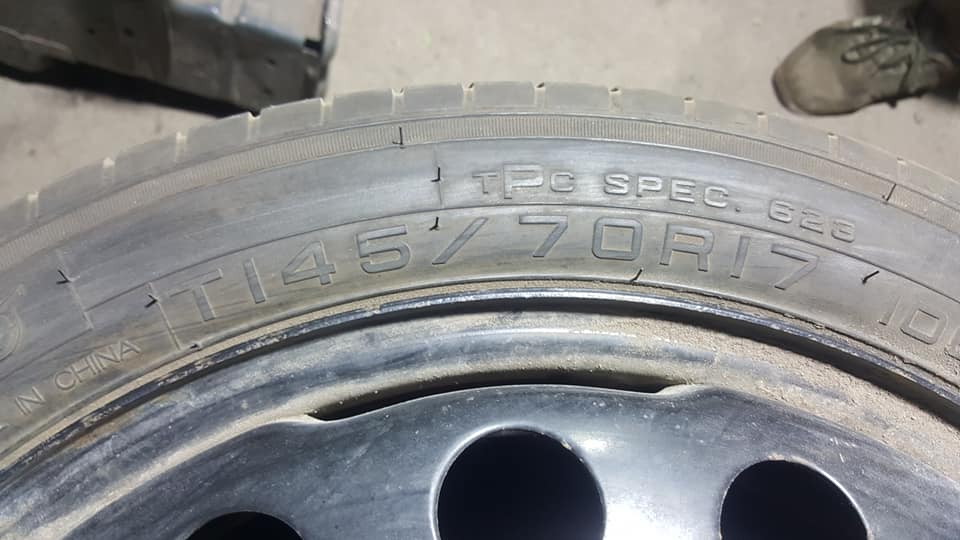 TPC SPEC. 623
T145/70R17
IN CHINA